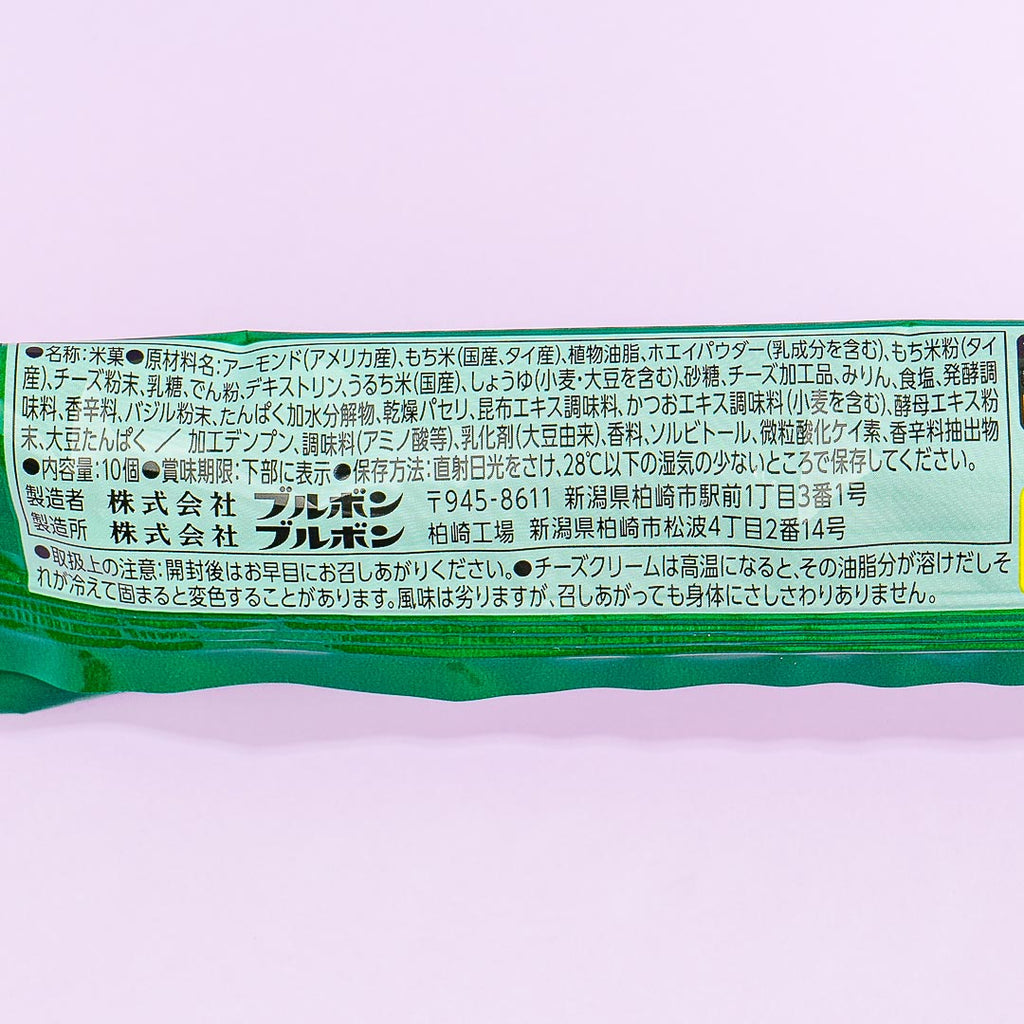 ●名称:米菓●原材料名:アーモンド(アメリカ産)、もち米(国産、タイ産)、植物油脂、ホエイパウダー(乳成分を含む)、もち米粉(タイ
産)、チーズ粉末、乳糖、でん粉、デキストリン、うるち米(国産)、しょうゆ(小麦・大豆を含む)、砂糖、チーズ加工品、みりん、食塩、発酵調
味料、香辛料、バジル粉末、たんぱく加水分解物、乾燥パセリ、昆布エキス調味料、かつおエキス調味料(小麦を含む)、酵母エキス粉
末、大豆たんぱく／加工デンプン、調味料(アミノ酸等)、乳化剤(大豆由来)、香料、ソルビトール、微粒酸化ケイ素、香辛料抽出物
●内容量:10個●賞味期限:下部に表示●保存方法:直射日光をさけ、28℃以下の湿気の少ないところで保存してください。
製造者 株式会社 ブルボン 〒945-8611 新潟県柏崎市駅前1丁目3番1号
製造所 株式会社 ブルボン 柏崎工場 新潟県柏崎市松波4丁目2番14号
●取扱上の注意:開封後はお早目にお召しあがりください。●チーズクリームは高温になると、その油脂分が溶けだしそ
れが冷えて固まると変色することがあります。風味は劣りますが、召しあがっても身体にさしさわりありません。